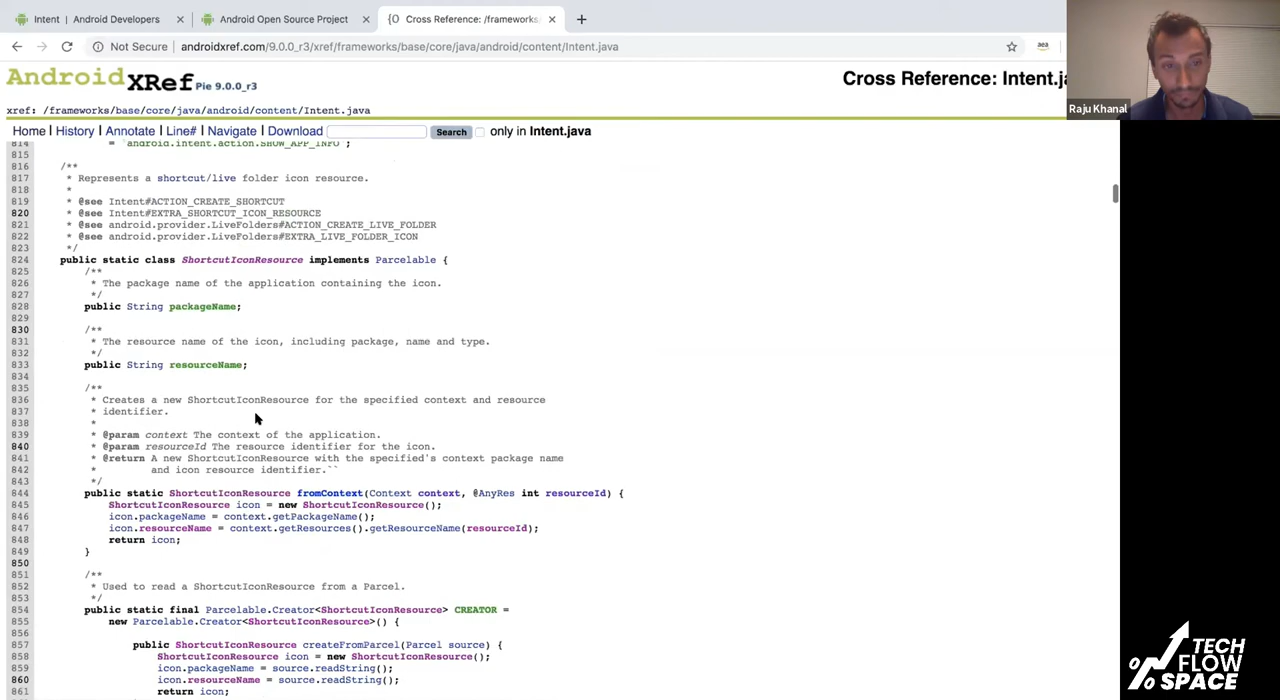 Intent | Android Developers
Android Open Source Project
Cross Reference: /frameworks/
Not Secure | androidxref.com/9.0.0_r3/xref/frameworks/base/core/java/android/content/Intent.java
aea
AndroidXRef Pie 9.0.0_r3
Cross Reference: Intent.ja
Raju Khanal
xref: /frameworks/base/core/java/android/content/Intent.java
Home | History | Annotate | Line# | Navigate | Download Search only in Intent.java
814 = "android.intent.action.SHOW_APP_INFO";
815
816 /**
817 * Represents a shortcut/live folder icon resource.
818 *
819 * @see Intent#ACTION_CREATE_SHORTCUT
820 * @see Intent#EXTRA_SHORTCUT_ICON_RESOURCE
821 * @see android.provider.LiveFolders#ACTION_CREATE_LIVE_FOLDER
822 * @see android.provider.LiveFolders#EXTRA_LIVE_FOLDER_ICON
823 */
824 public static class ShortcutIconResource implements Parcelable {
825 /**
826 * The package name of the application containing the icon.
827 */
828 public String packageName;
829
830 /**
831 * The resource name of the icon, including package, name and type.
832 */
833 public String resourceName;
834
835 /**
836 * Creates a new ShortcutIconResource for the specified context and resource
837 * identifier.
838 *
839 * @param context The context of the application.
840 * @param resourceId The resource identifier for the icon.
841 * @return A new ShortcutIconResource with the specified's context package name
842 * and icon resource identifier.``
843 */
844 public static ShortcutIconResource fromContext(Context context, @AnyRes int resourceId) {
845 ShortcutIconResource icon = new ShortcutIconResource();
846 icon.packageName = context.getPackageName();
847 icon.resourceName = context.getResources().getResourceName(resourceId);
848 return icon;
849 }
850
851 /**
852 * Used to read a ShortcutIconResource from a Parcel.
853 */
854 public static final Parcelable.Creator<ShortcutIconResource> CREATOR =
855 new Parcelable.Creator<ShortcutIconResource>() {
856
857 public ShortcutIconResource createFromParcel(Parcel source) {
858 ShortcutIconResource icon = new ShortcutIconResource();
859 icon.packageName = source.readString();
860 icon.resourceName = source.readString();
861 return icon;
TECH
FLOW
SPACE